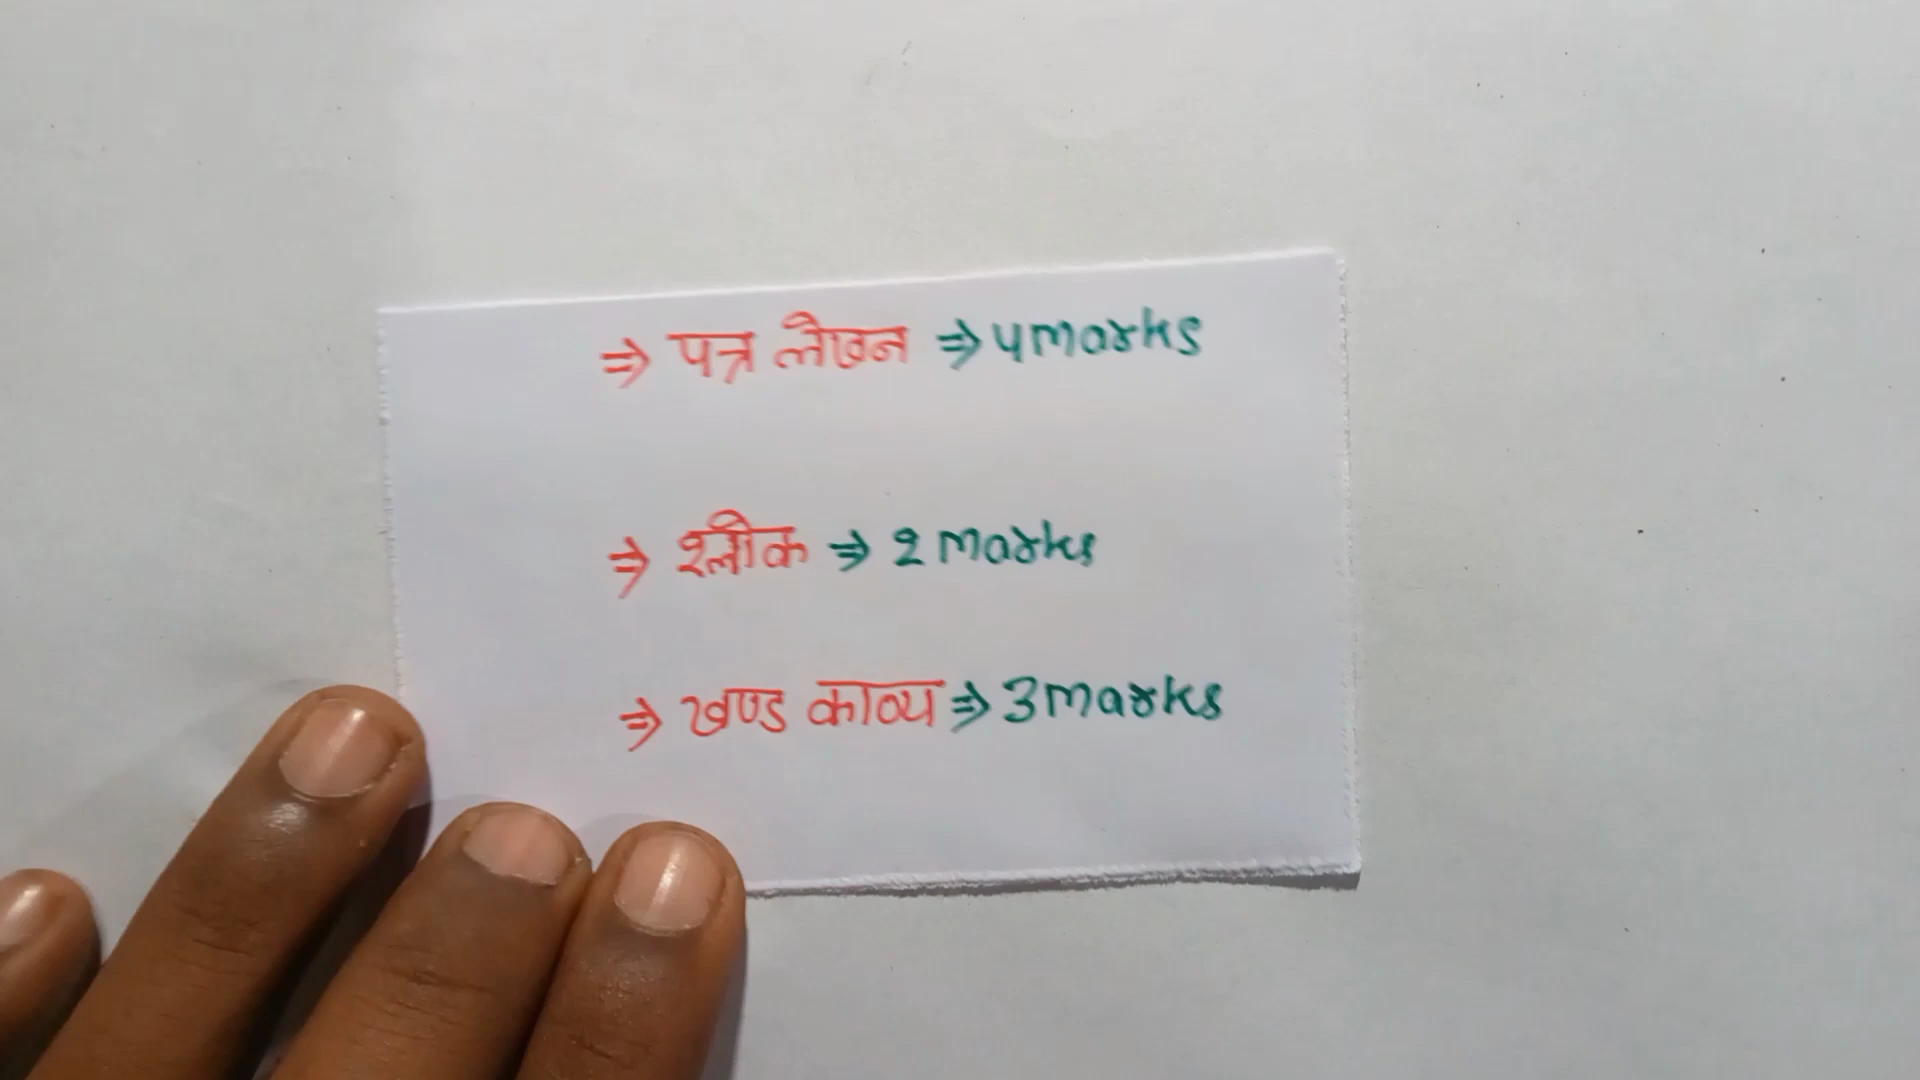 ⇒ पत्र लेखन ⇒ 4marks
⇒ श्लोक ⇒ 2 marks
⇒ खण्ड काव्य ⇒ 3marks